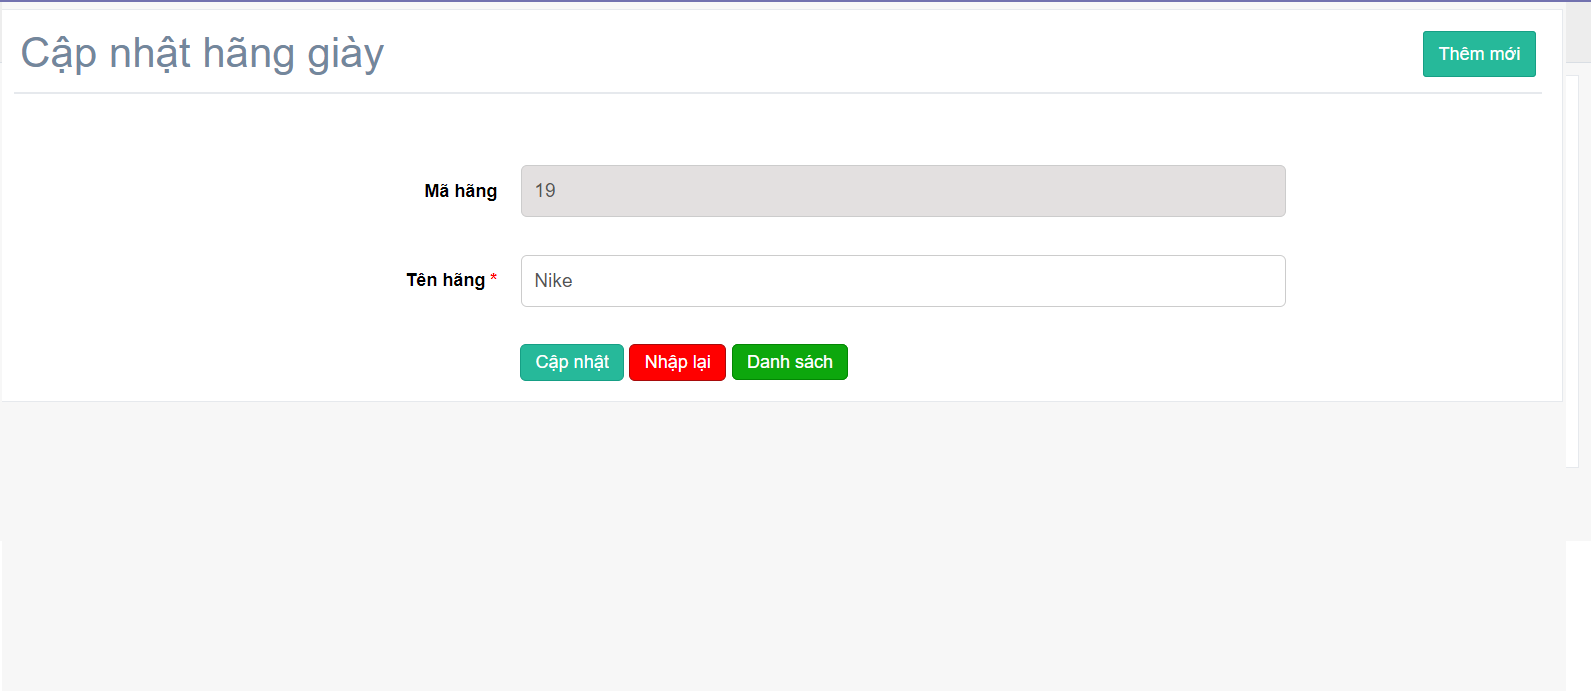 Cập nhật hãng giày
Thêm mới
Mã hãng
19
Tên hãng *
Nike
Cập nhật
Nhập lại
Danh sách